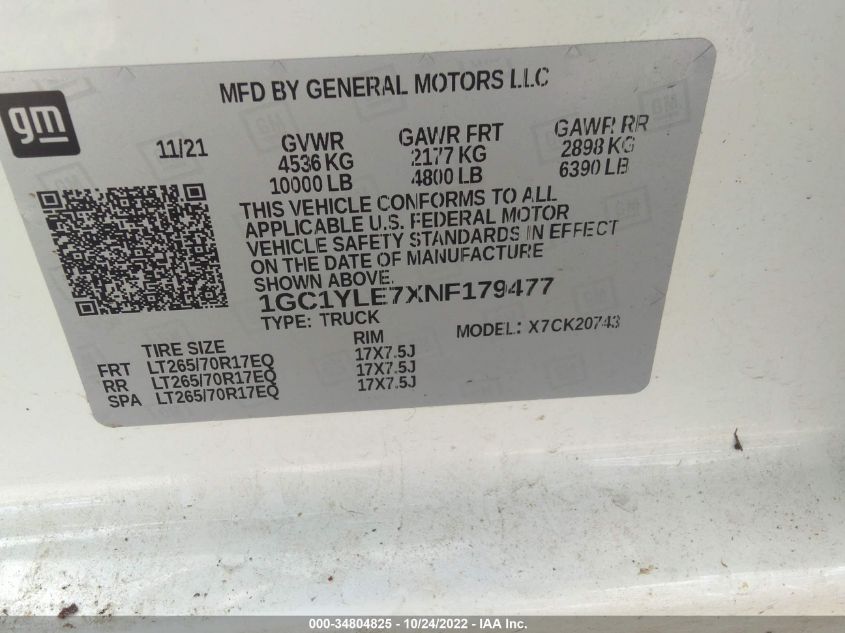 MFD BY GENERAL MOTORS LLC
gm
11/21 GVWR GAWR FRT GAWR RR
4536 KG 2177 KG 2898 KG
10000 LB 4800 LB 6390 LB
THIS VEHICLE CONFORMS TO ALL
APPLICABLE U.S. FEDERAL MOTOR
VEHICLE SAFETY STANDARDS IN EFFECT
ON THE DATE OF MANUFACTURE
SHOWN ABOVE.
1GC1YLE7XNF179477
TYPE: TRUCK MODEL: X7CK20743
TIRE SIZE RIM
FRT LT265/70R17EQ 17X7.5J
RR LT265/70R17EQ 17X7.5J
SPA LT265/70R17EQ 17X7.5J
000-34804825 - 10/24/2022 - IAA Inc.